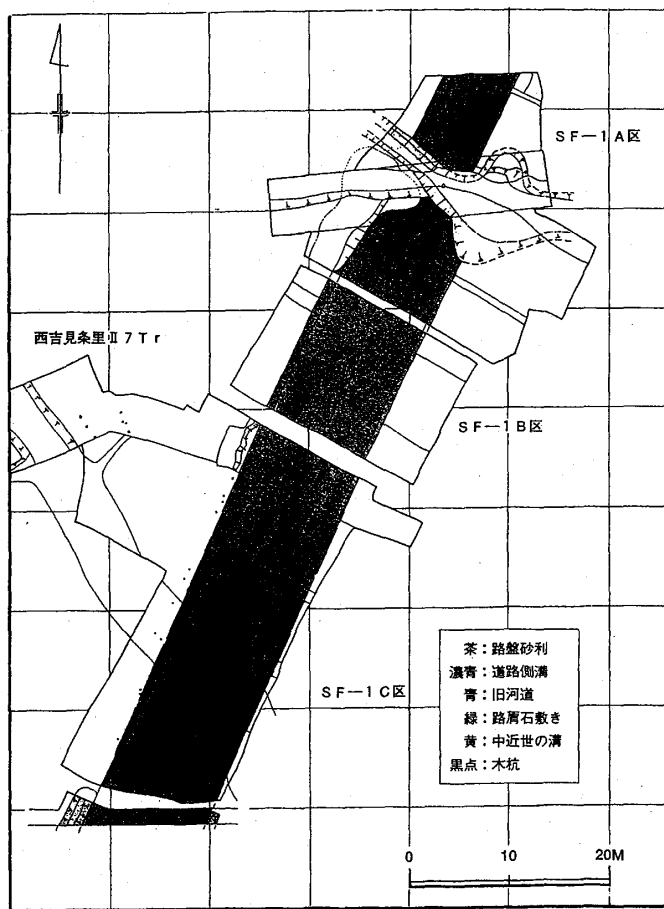 SF-1A区
西吉見条里Ⅱ7Tr
SF-1B区
SF-1C区
茶：路盤砂利
濃青：道路側溝
青：旧河道
緑：路肩石敷き
黄：中近世の溝
黒点：木杭
0 10 20M